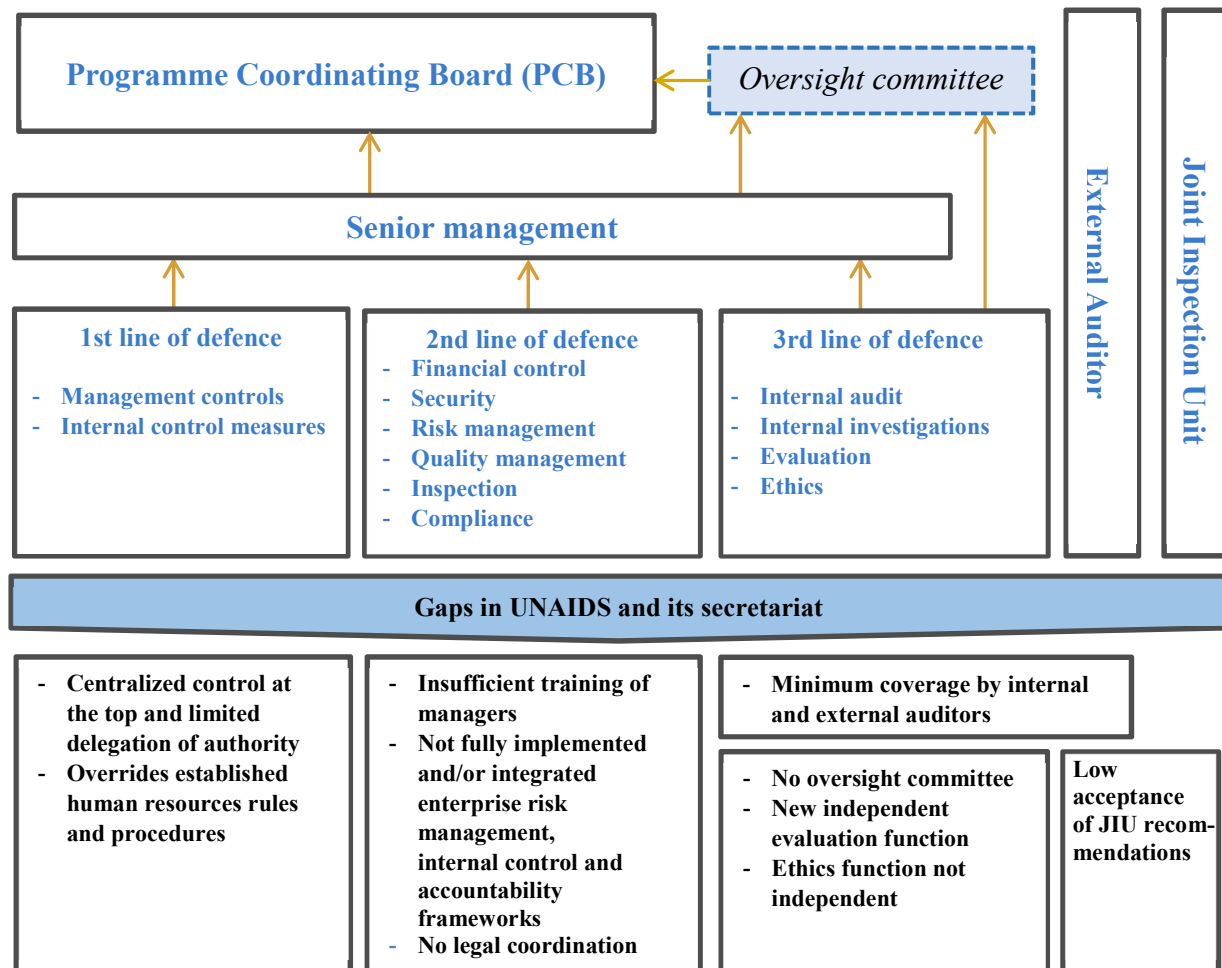 Programme Coordinating Board (PCB)
Oversight committee
Senior management
External Auditor
Joint Inspection Unit
1st line of defence
- Management controls
- Internal control measures
2nd line of defence
- Financial control
- Security
- Risk management
- Quality management
- Inspection
- Compliance
3rd line of defence
- Internal audit
- Internal investigations
- Evaluation
- Ethics
Gaps in UNAIDS and its secretariat
- Centralized control at
the top and limited
delegation of authority
- Overrides established
human resources rules
and procedures
- Insufficient training of
managers
- Not fully implemented
and/or integrated
enterprise risk
management,
internal control and
accountability
frameworks
- No legal coordination
- Minimum coverage by internal
and external auditors
- No oversight committee
- New independent
evaluation function
- Ethics function not
independent
Low
acceptance
of JIU recom-
mendations